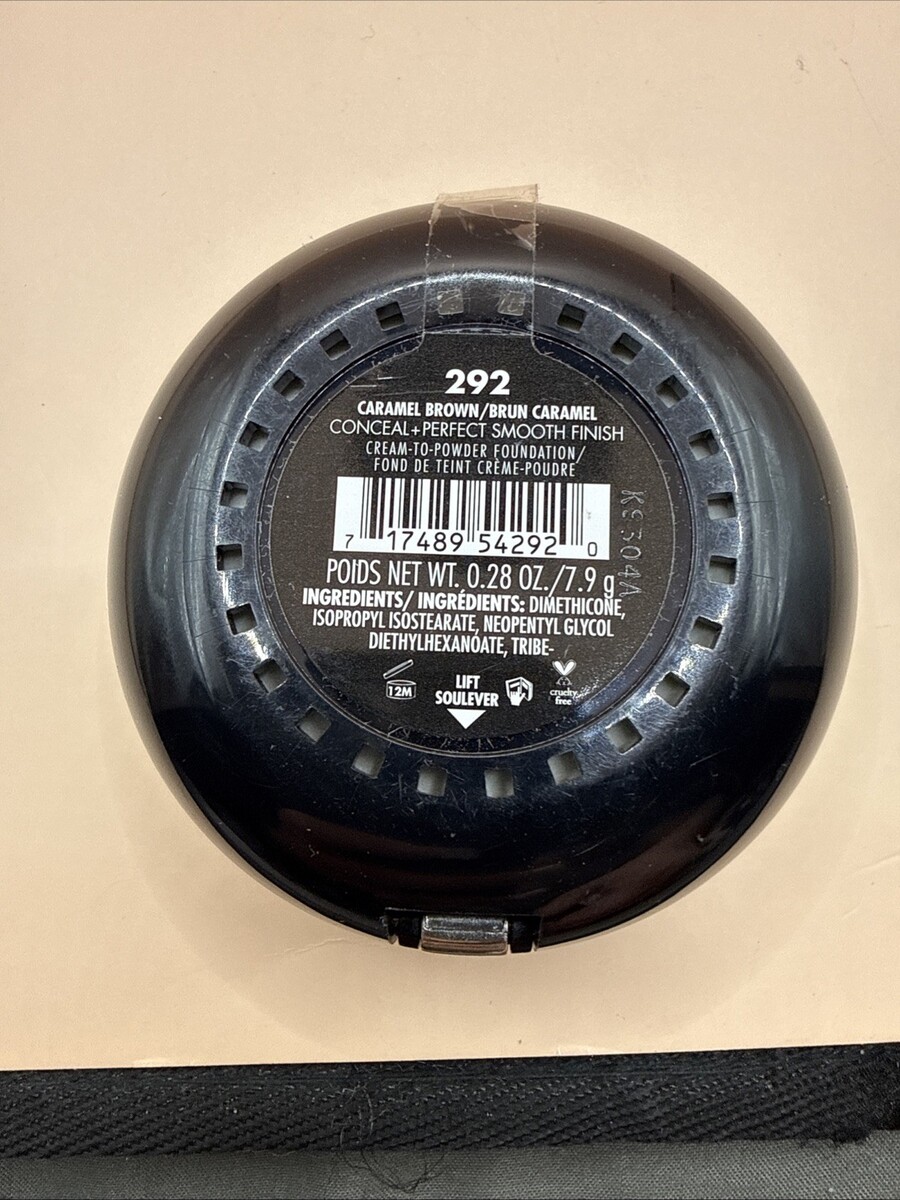 292
CARAMEL BROWN/BRUN CARAMEL
CONCEAL+PERFECT SMOOTH FINISH
CREAM-TO-POWDER FOUNDATION/
FOND DE TEINT CRÈME-POUDRE
7 17489 54292 0
POIDS NET WT. 0.28 OZ./7.9 g
INGREDIENTS/ INGRÉDIENTS: DIMETHICONE,
ISOPROPYL ISOSTEARATE, NEOPENTYL GLYCOL
DIETHYLHEXANOATE, TRIBE-
12M
LIFT
SOULEVER
cruelty
free